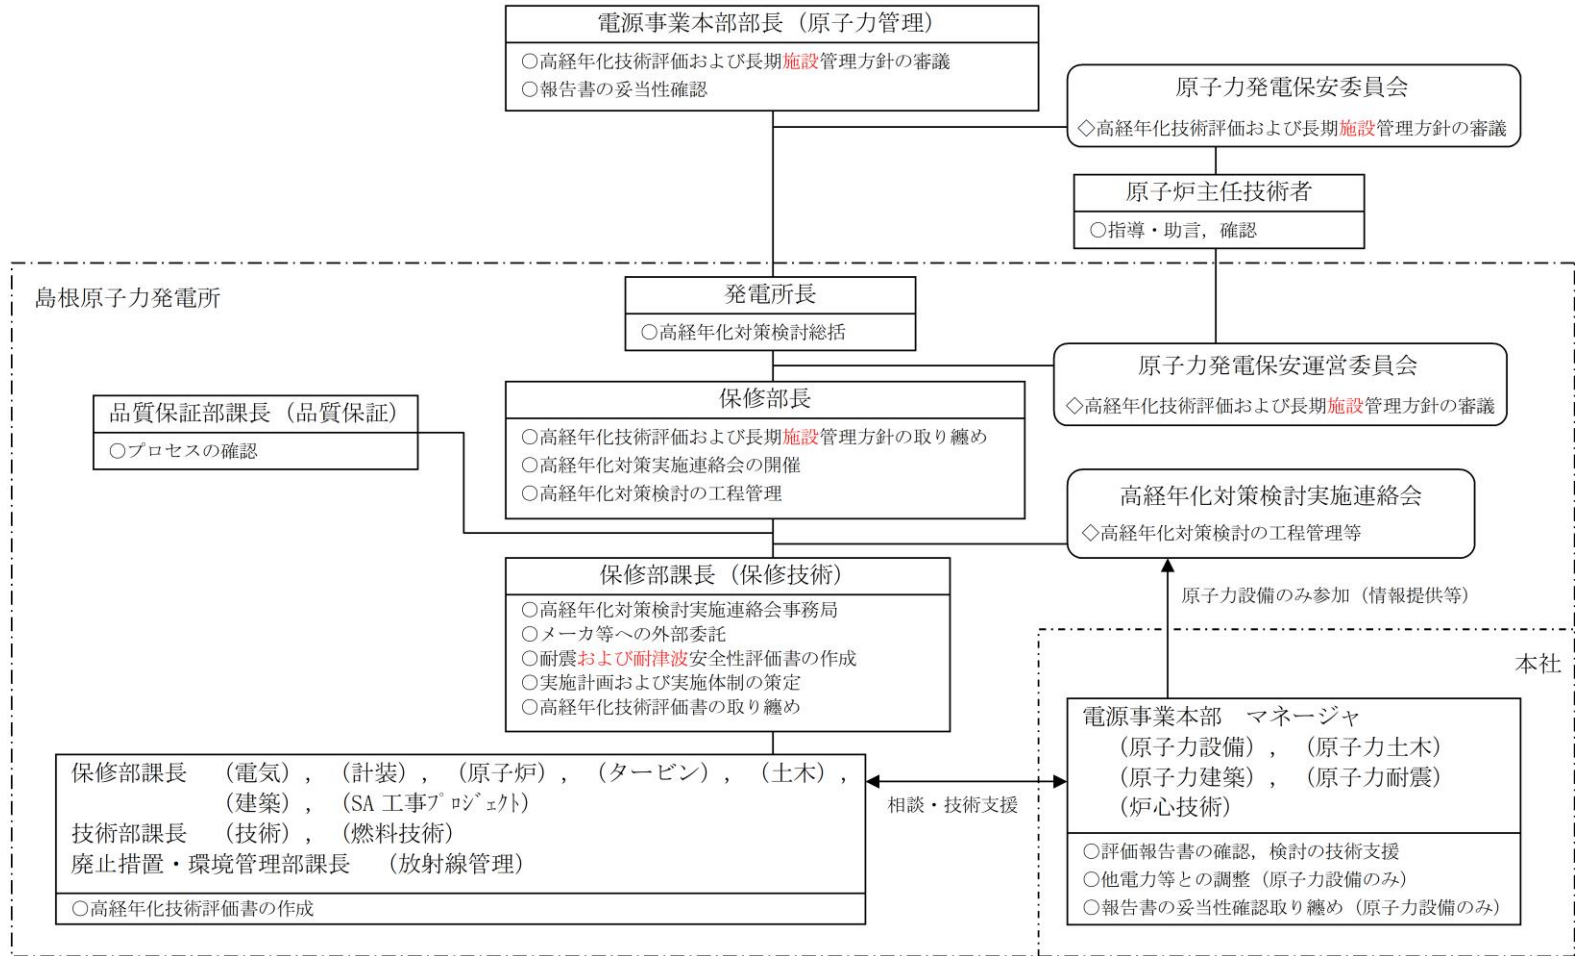 電源事業本部部長（原子力管理）
○高経年化技術評価および長期施設管理方針の審議
○報告書の妥当性確認
原子力発電保安委員会
◇高経年化技術評価および長期施設管理方針の審議
原子炉主任技術者
○指導・助言，確認
島根原子力発電所
発電所長
○高経年化対策検討総括
原子力発電保安運営委員会
◇高経年化技術評価および長期施設管理方針の審議
品質保証部課長（品質保証）
○プロセスの確認
保修部長
○高経年化技術評価および長期施設管理方針の取り纏め
○高経年化対策実施連絡会の開催
○高経年化対策検討の工程管理
高経年化対策検討実施連絡会
◇高経年化対策検討の工程管理等
保修部課長（保修技術）
○高経年化対策検討実施連絡会事務局
○メーカ等への外部委託
○耐震および耐津波安全性評価書の作成
○実施計画および実施体制の策定
○高経年化技術評価書の取り纏め
原子力設備のみ参加（情報提供等）
本社
保修部課長　（電気），（計装），（原子炉），（タービン），（土木），
（建築），（SA 工事ﾌﾟﾛｼﾞｪｸﾄ）
技術部課長　（技術），（燃料技術）
廃止措置・環境管理部課長　（放射線管理）
○高経年化技術評価書の作成
相談・技術支援
電源事業本部　マネージャ
（原子力設備），（原子力土木）
（原子力建築），（原子力耐震）
（炉心技術）
○評価報告書の確認，検討の技術支援
○他電力等との調整（原子力設備のみ）
○報告書の妥当性確認取り纏め（原子力設備のみ）